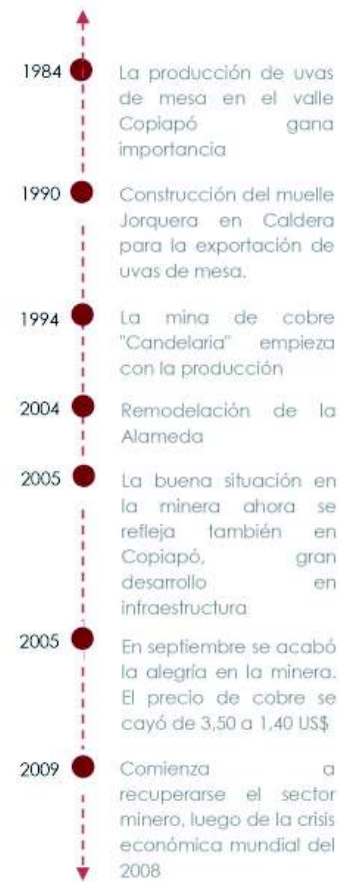 1984
La producción de uvas
de mesa en el valle
Copiapó gana
importancia
1990
Construcción del muelle
Jorquera en Caldera
para la exportación de
uvas de mesa.
1994
La mina de cobre
"Candelaria" empieza
con la producción
2004
Remodelación de la
Alameda
2005
La buena situación en
la minera ahora se
refleja también en
Copiapó, gran
desarrollo en
infraestructura
2005
En septiembre se acabó
la alegría en la minera.
El precio de cobre se
cayó de 3,50 a 1,40 US$
2009
Comienza a
recuperarse el sector
minero, luego de la crisis
económica mundial del
2008